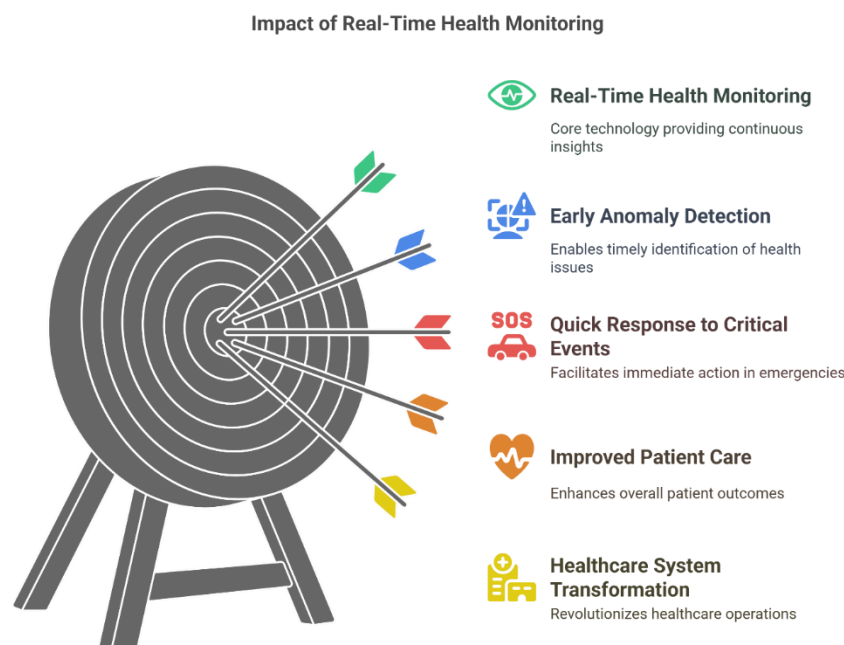 Impact of Real-Time Health Monitoring
Real-Time Health Monitoring
Core technology providing continuous
insights
Early Anomaly Detection
Enables timely identification of health
issues
SOS
Quick Response to Critical
Events
Facilitates immediate action in emergencies
Improved Patient Care
Enhances overall patient outcomes
Healthcare System
Transformation
Revolutionizes healthcare operations